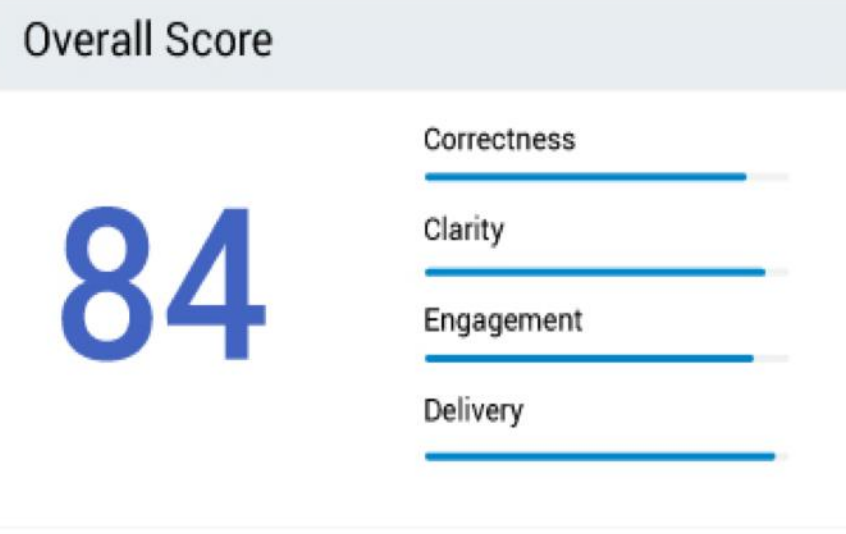 Overall Score
84
Correctness
Clarity
Engagement
Delivery